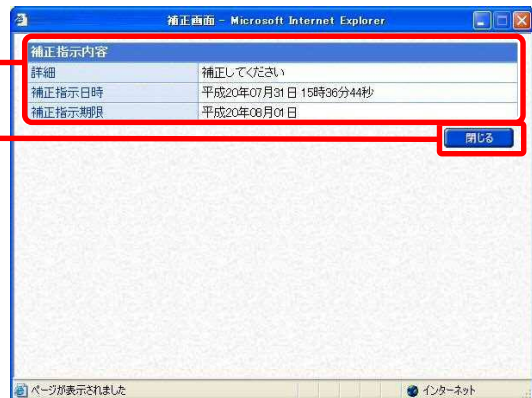 補正画面 - Microsoft Internet Explorer
補正指示内容
詳細 補正してください
補正指示日時 平成20年07月31日 15時36分44秒
補正指示期限 平成20年08月01日
閉じる
ページが表示されました インターネット